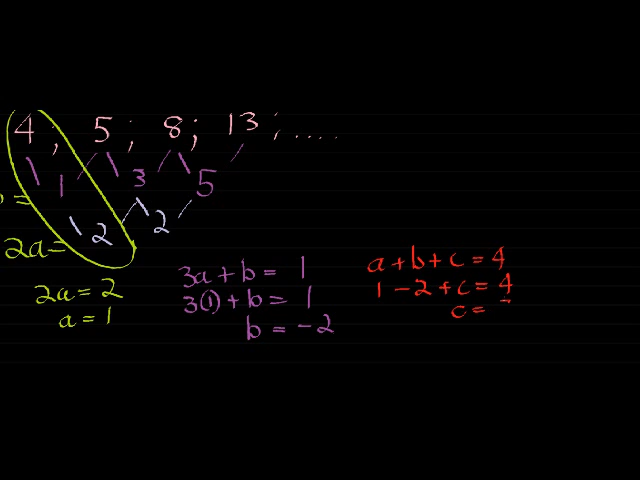 4; 5; 8; 13; ....
1 3 5
=
2a= 2 2
2a = 2
a = 1
3a + b = 1
3(1) + b = 1
b = -2
a + b + c = 4
1 - 2 + c = 4
c =